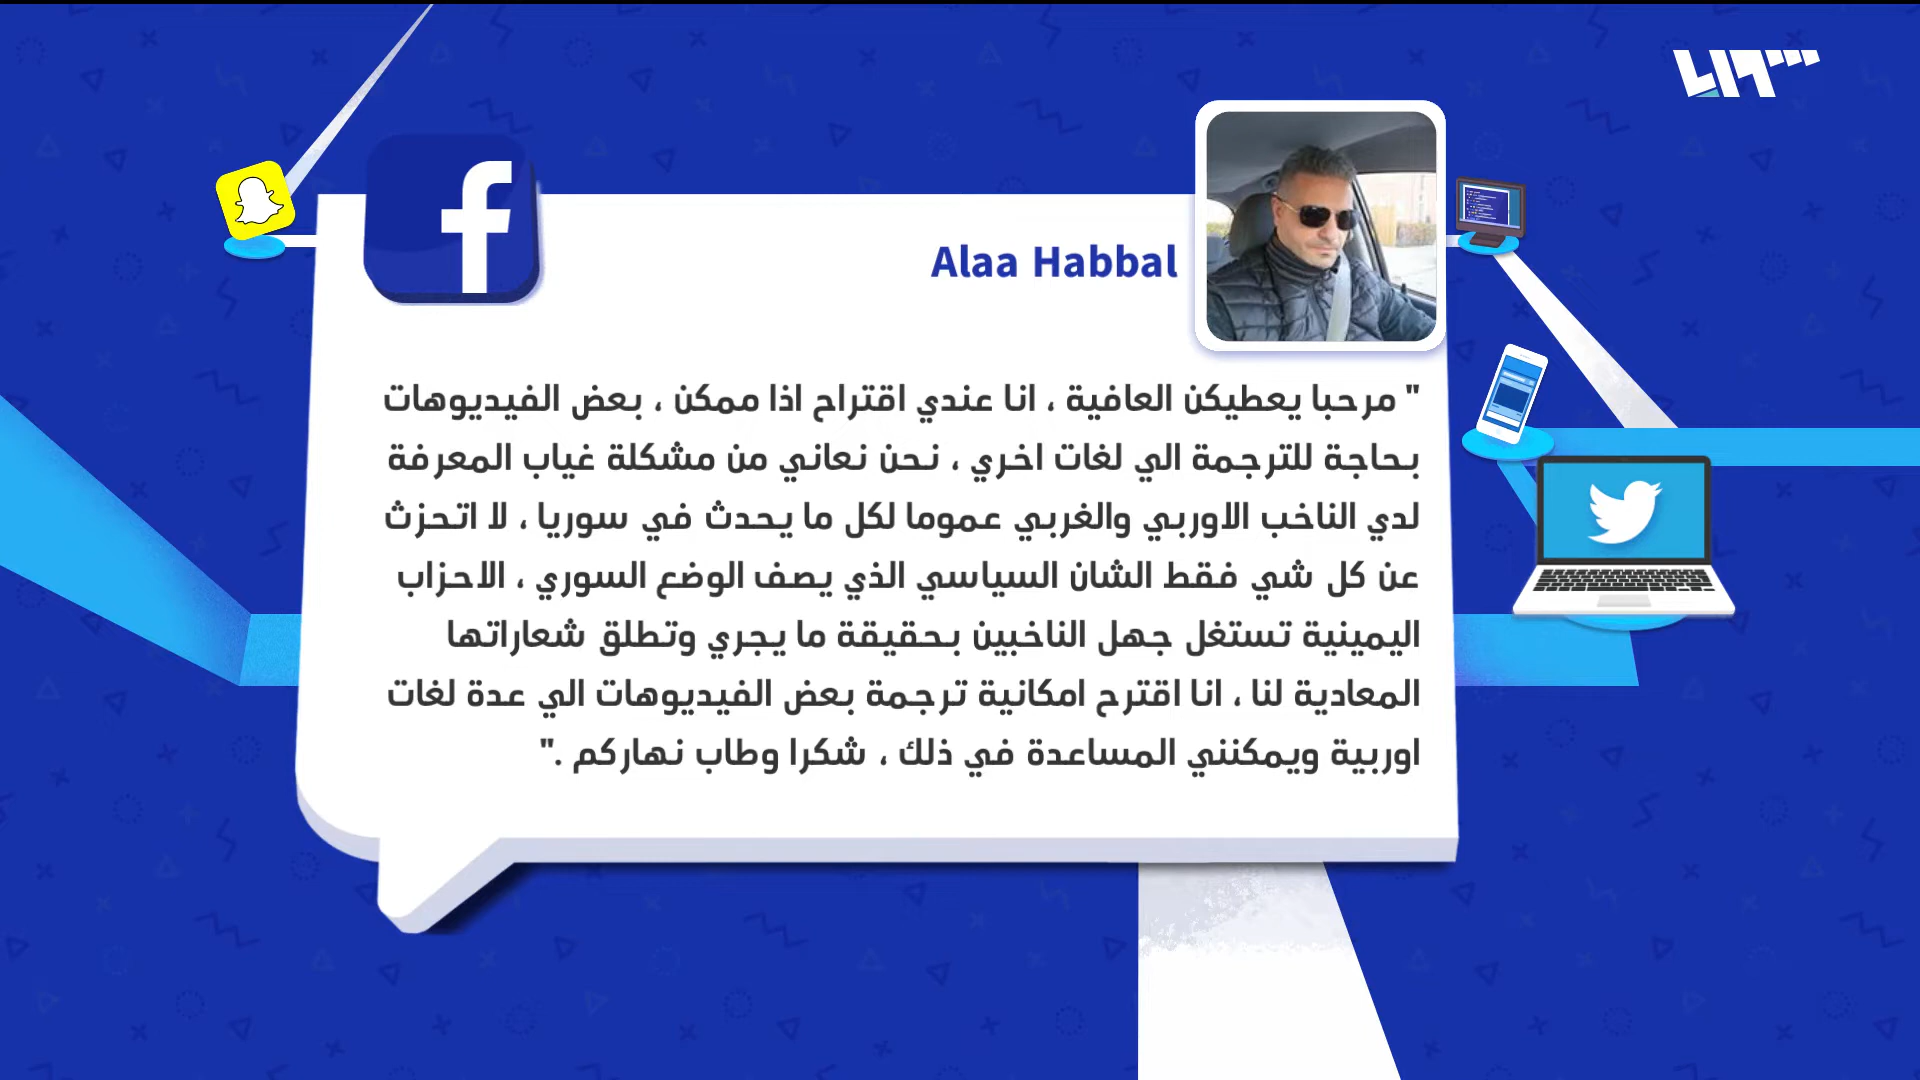 Alaa Habbal
" مرحبا يعطيكن العافية ، انا عندي اقتراح اذا ممكن ، بعض الفيديوهات
بحاجة للترجمة الي لغات اخري ، نحن نعاني من مشكلة غياب المعرفة
لدي الناخب الاوربي والغربي عموما لكل ما يحدث في سوريا ، لا اتحزث
عن كل شي فقط الشان السياسي الذي يصف الوضع السوري ، الاحزاب
اليمينية تستغل جهل الناخبين بحقيقة ما يجري وتطلق شعاراتها
المعادية لنا ، انا اقترح امكانية ترجمة بعض الفيديوهات الي عدة لغات
اوربية ويمكنني المساعدة في ذلك ، شكرا وطاب نهاركم ."